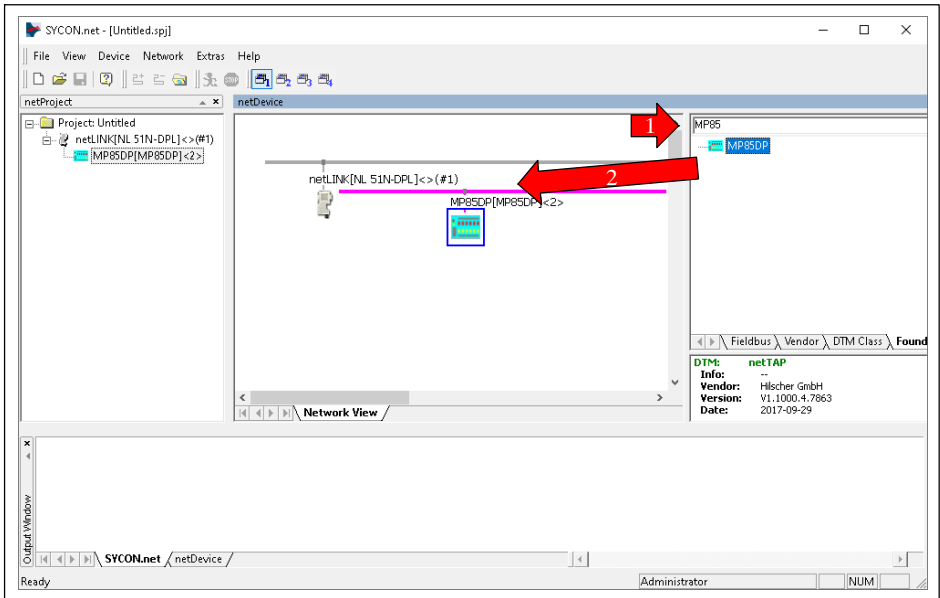 SYCON.net - [Untitled.spj]
File View Device Network Extras Help
netProject
netDevice
Project: Untitled
netLINK[NL 51N-DPL]<>(#1)
MP85DP[MP85DP]<2>
netLINK[NL 51N-DPL]<>(#1)
MP85DP[MP85DP]<2>
1
2
MP85
MP85DP
Fieldbus Vendor DTM Class Found
DTM: netTAP
Info: --
Vendor: Hilscher GmbH
Version: V1.1000.4.7863
Date: 2017-09-29
Network View
Output Window
SYCON.net netDevice
Ready
Administrator
NUM